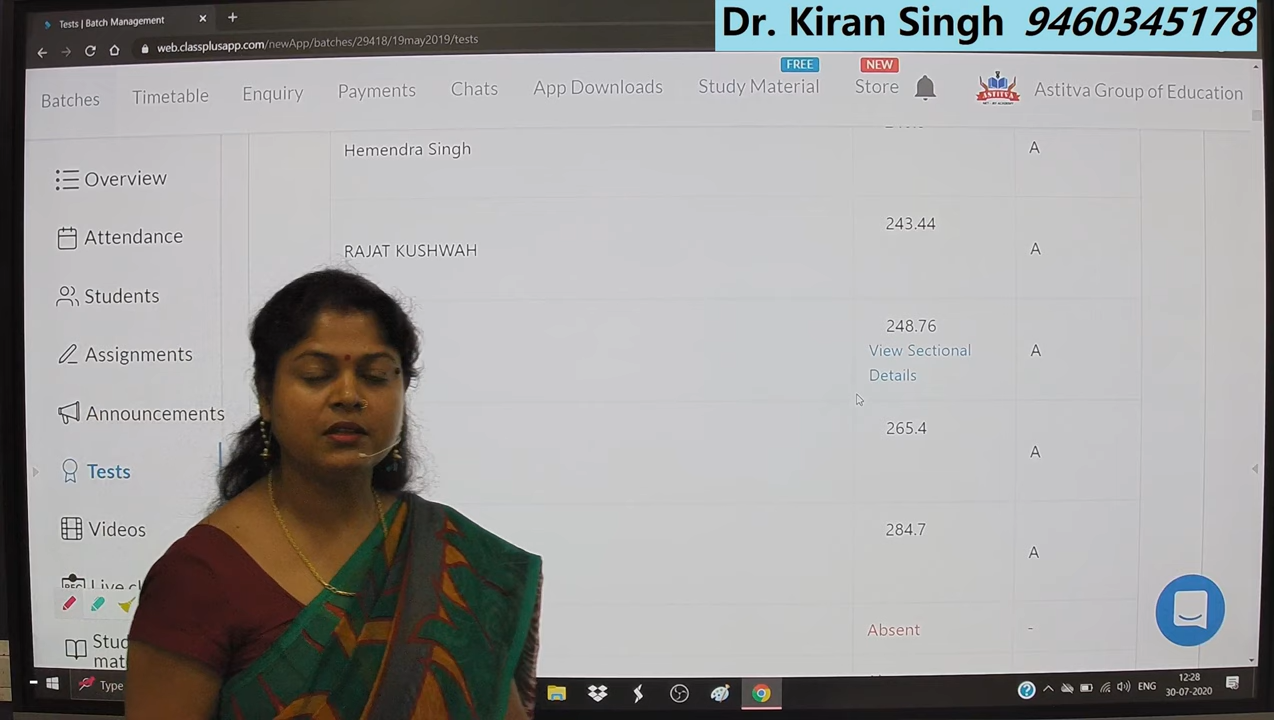 Dr. Kiran Singh 9460345178
Tests | Batch Management
web.classplusapp.com/newApp/batches/29418/19may2019/tests
Batches
Timetable
Enquiry
Payments
Chats
App Downloads
FREE
Study Material
NEW
Store
ASTITVA
Astitva Group of Education
Overview
Attendance
Students
Assignments
Announcements
Tests
Videos
Hemendra Singh
A
RAJAT KUSHWAH
243.44
A
248.76
View Sectional
Details
A
265.4
A
284.7
A
Absent
-
Type
ENG
12:28
30-07-2020